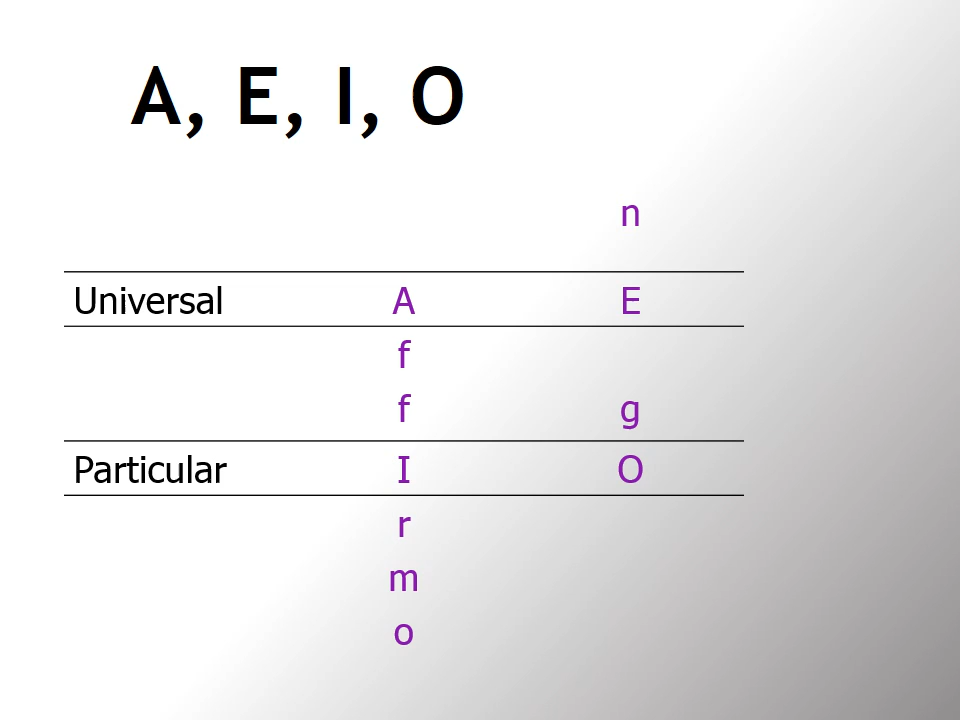 A, E, I, O
n
Universal A E
f
f g
Particular I O
r
m
o